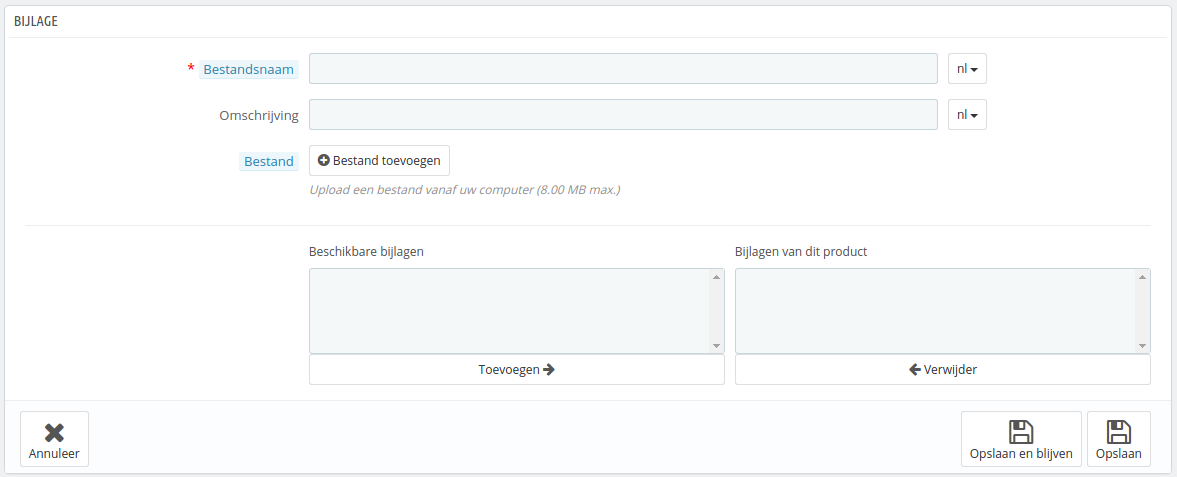 BIJLAGE
* Bestandsnaam
nl
Omschrijving
nl
Bestand
Bestand toevoegen
Upload een bestand vanaf uw computer (8.00 MB max.)
Beschikbare bijlagen
Bijlagen van dit product
Toevoegen
Verwijder
Annuleer
Opslaan en blijven
Opslaan